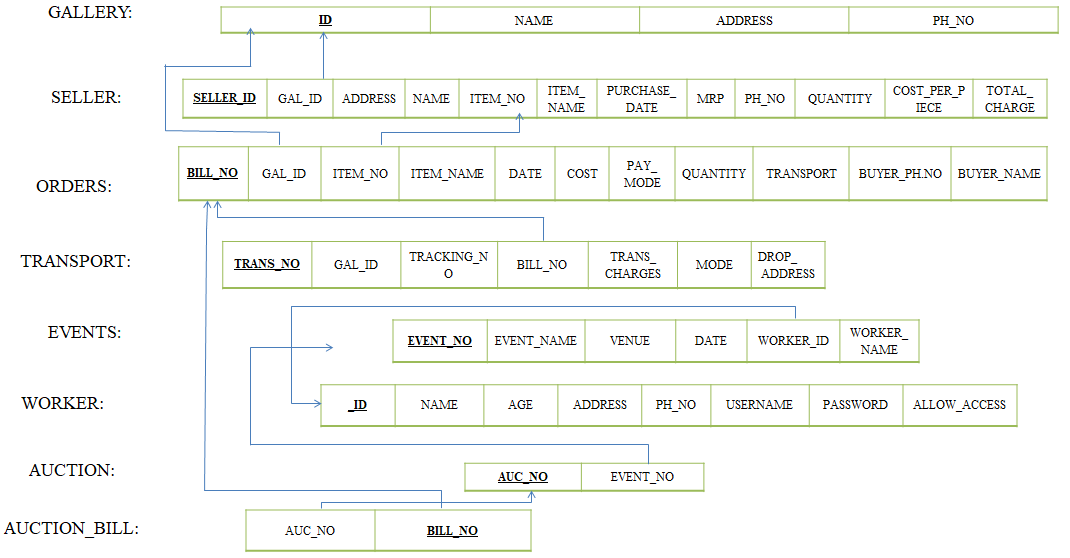 GALLERY:
ID NAME ADDRESS PH_NO
SELLER:
SELLER_ID GAL_ID ADDRESS NAME ITEM_NO ITEM_
NAME PURCHASE_
DATE MRP PH_NO QUANTITY COST_PER_P
IECE TOTAL_
CHARGE
ORDERS:
BILL_NO GAL_ID ITEM_NO ITEM_NAME DATE COST PAY_
MODE QUANTITY TRANSPORT BUYER_PH.NO BUYER_NAME
TRANSPORT:
TRANS_NO GAL_ID TRACKING_N
O BILL_NO TRANS_
CHARGES MODE DROP_
ADDRESS
EVENTS:
EVENT_NO EVENT_NAME VENUE DATE WORKER_ID WORKER_
NAME
WORKER:
_ID NAME AGE ADDRESS PH_NO USERNAME PASSWORD ALLOW_ACCESS
AUCTION:
AUC_NO EVENT_NO
AUCTION_BILL:
AUC_NO BILL_NO